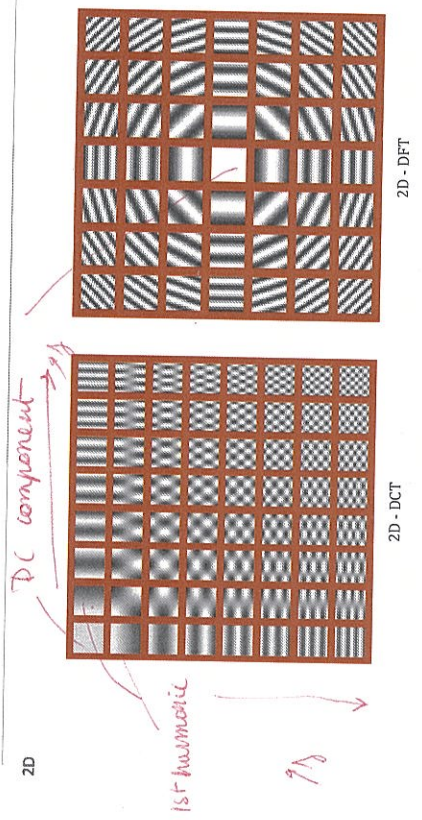 2D
DC component
1st harmonic
2D - DCT
2D - DFT